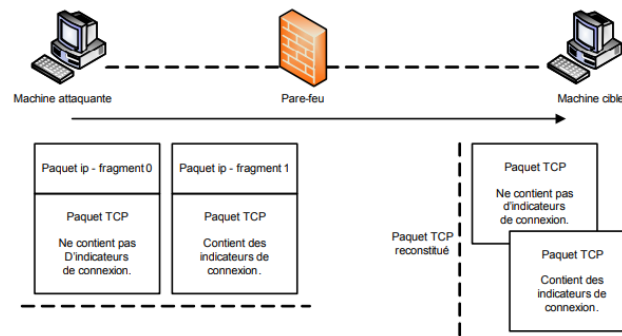 Machine attaquante
Pare-feu
Machine cible
Paquet ip - fragment 0
Paquet ip - fragment 1
Paquet TCP
Ne contient pas
D'indicateurs
de connexion.
Paquet TCP
Contient des
indicateurs de
connexion.
Paquet TCP
reconstitué
Paquet TCP
Ne contient pas
d'indicateurs
de connexion.
Paquet TCP
Contient des
indicateurs de
connexion.